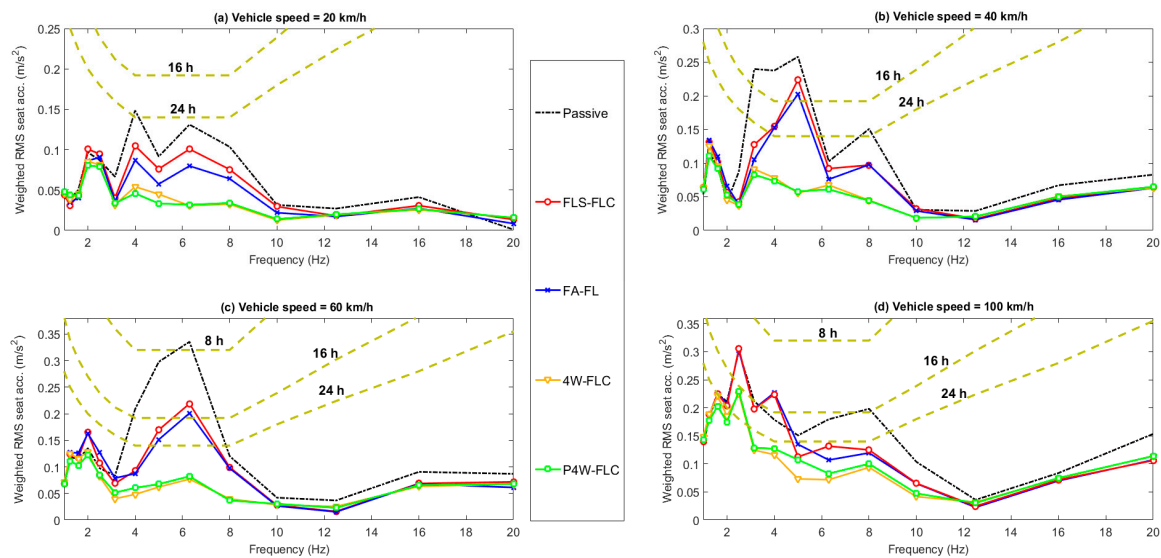 (a) Vehicle speed = 20 km/h
Weighted RMS seat acc. (m/s²)
0.25
0.2
0.15
0.1
0.05
0
16 h
24 h
2 4 6 8 10 12 14 16 18 20
Frequency (Hz)
(b) Vehicle speed = 40 km/h
Weighted RMS seat acc. (m/s²)
0.3
0.25
0.2
0.15
0.1
0.05
0
16 h
24 h
2 4 6 8 10 12 14 16 18 20
Frequency (Hz)
Passive
FLS-FLC
FA-FL
4W-FLC
P4W-FLC
(c) Vehicle speed = 60 km/h
Weighted RMS seat acc. (m/s²)
0.35
0.3
0.25
0.2
0.15
0.1
0.05
0
8 h
16 h
24 h
2 4 6 8 10 12 14 16 18 20
Frequency (Hz)
(d) Vehicle speed = 100 km/h
Weighted RMS seat acc. (m/s²)
0.35
0.3
0.25
0.2
0.15
0.1
0.05
0
8 h
16 h
24 h
2 4 6 8 10 12 14 16 18 20
Frequency (Hz)